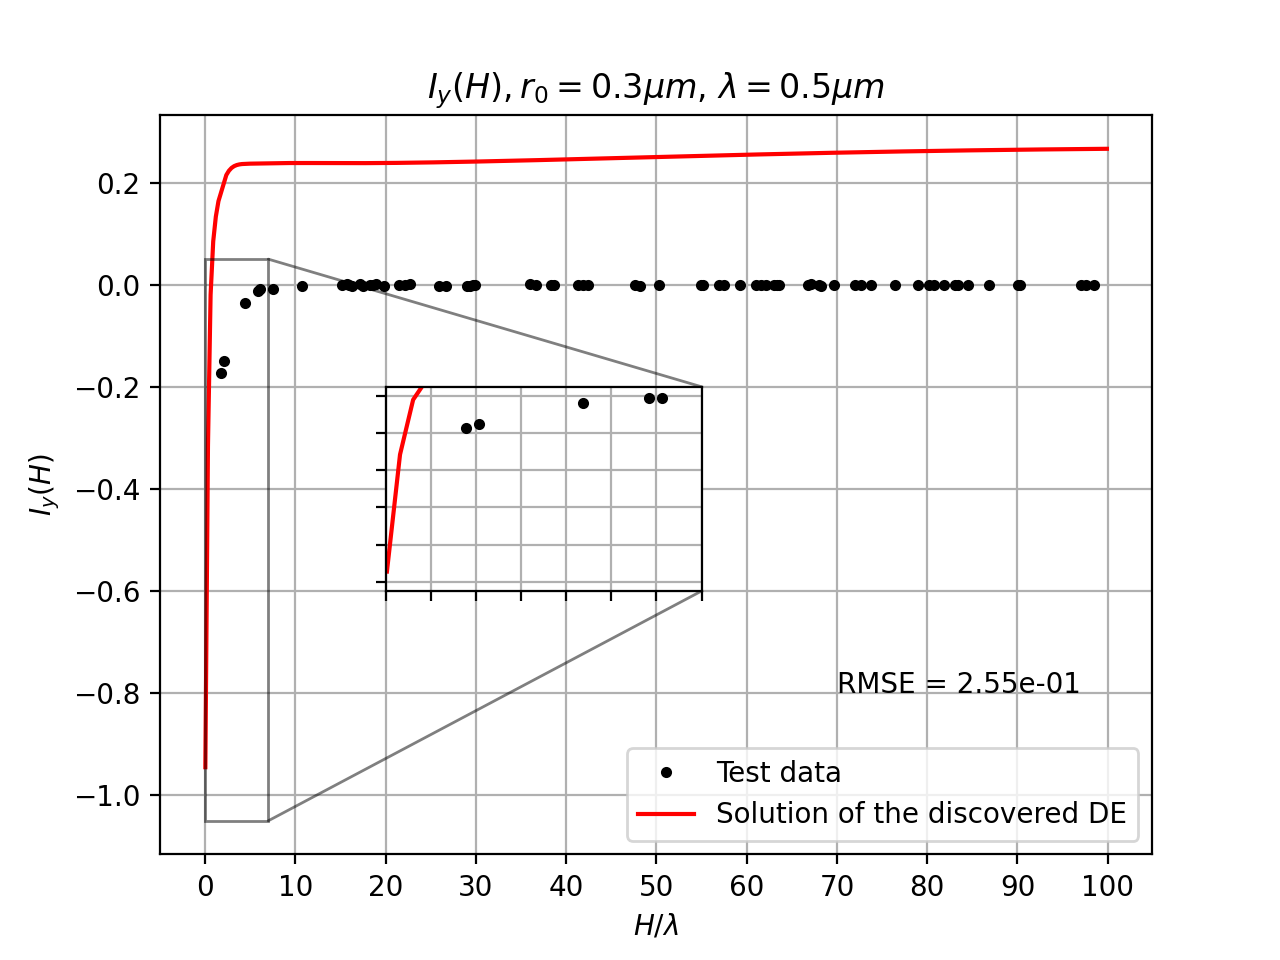 I_y(H), r_0 = 0.3μm, λ = 0.5μm
I_y(H)
0.2
0.0
−0.2
−0.4
−0.6
−0.8
−1.0
RMSE = 2.55e-01
Test data
Solution of the discovered DE
0 10 20 30 40 50 60 70 80 90 100
H/λ